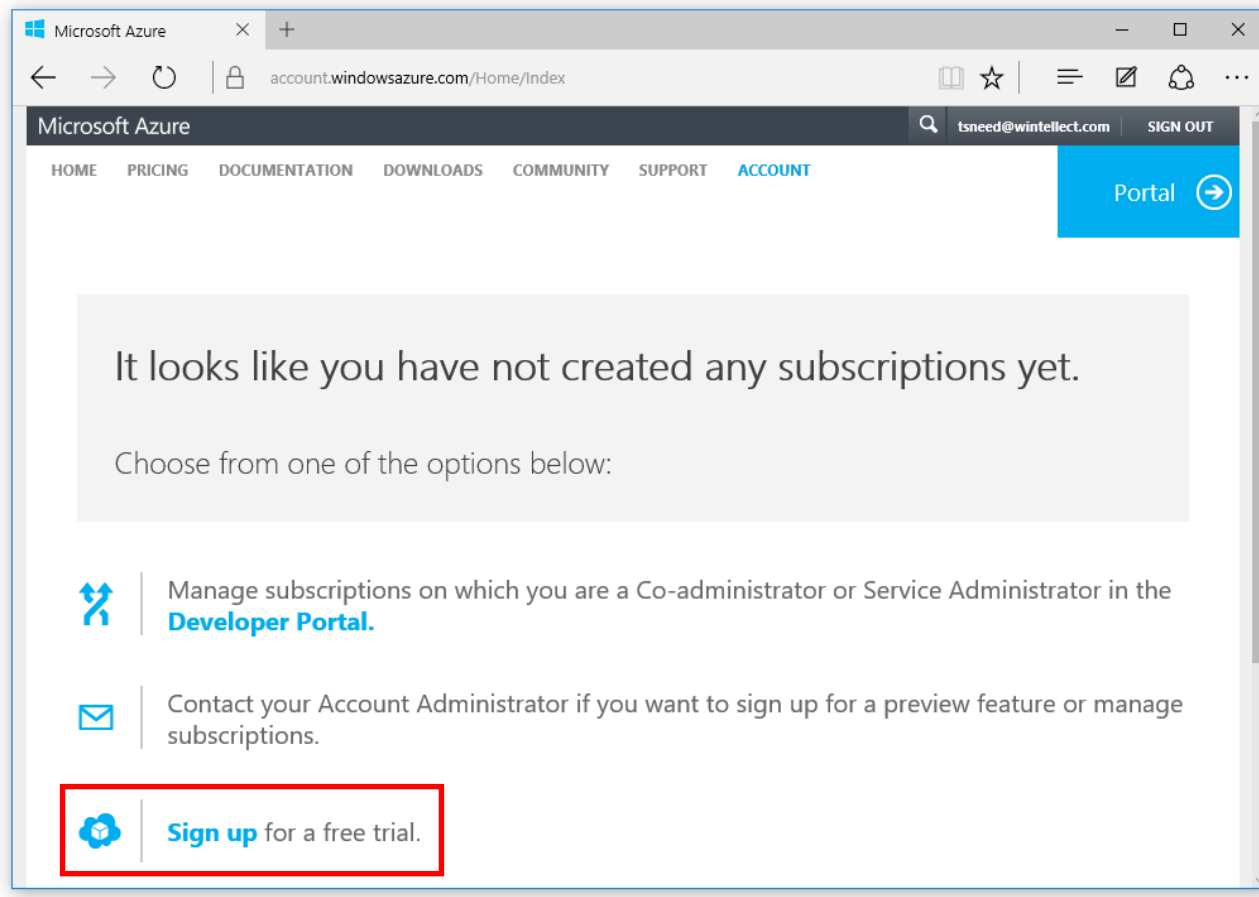 Microsoft Azure
account.windowsazure.com/Home/Index
Microsoft Azure
tsneed@wintellect.com
SIGN OUT
HOME PRICING DOCUMENTATION DOWNLOADS COMMUNITY SUPPORT ACCOUNT
Portal
It looks like you have not created any subscriptions yet.
Choose from one of the options below:
Manage subscriptions on which you are a Co-administrator or Service Administrator in the
Developer Portal.
Contact your Account Administrator if you want to sign up for a preview feature or manage
subscriptions.
Sign up for a free trial.